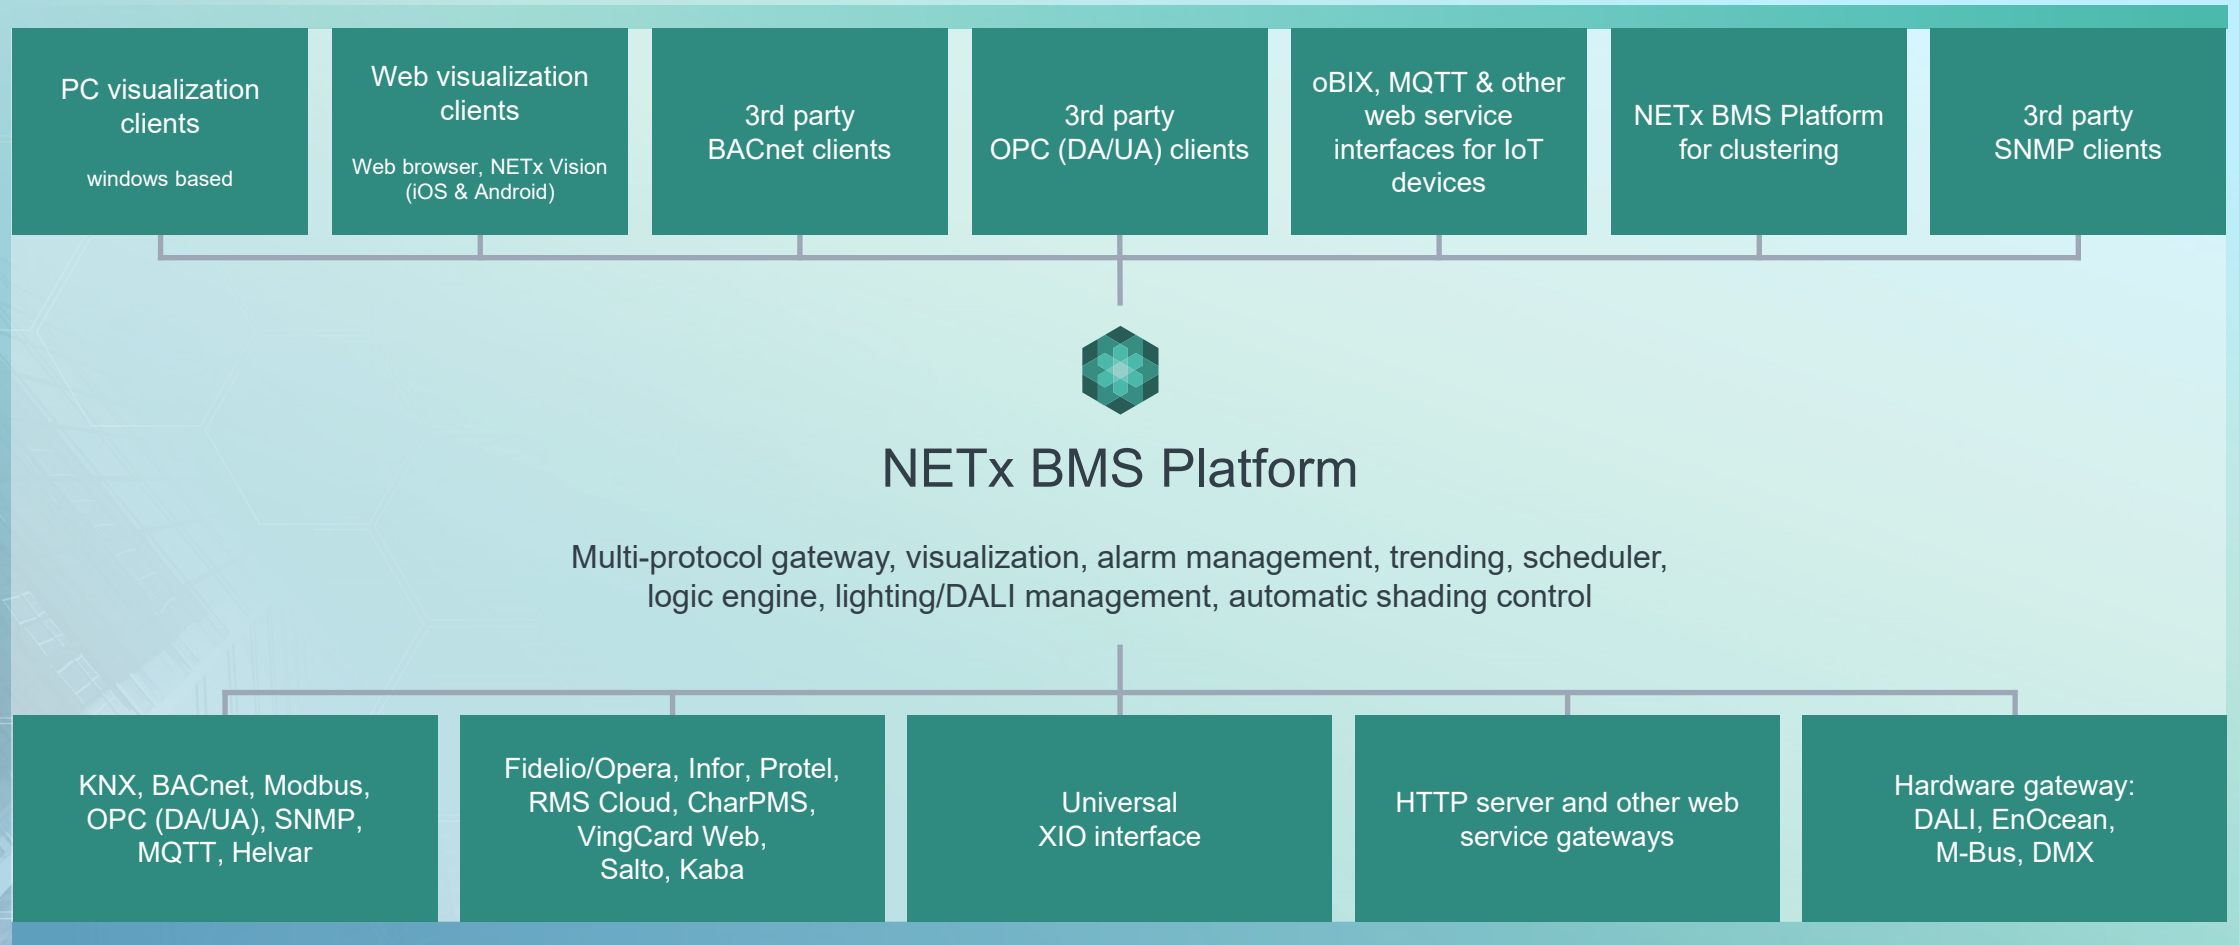 PC visualization
clients
windows based
Web visualization
clients
Web browser, NETx Vision
(iOS & Android)
3rd party
BACnet clients
3rd party
OPC (DA/UA) clients
oBIX, MQTT & other
web service
interfaces for IoT
devices
NETx BMS Platform
for clustering
3rd party
SNMP clients
NETx BMS Platform
Multi-protocol gateway, visualization, alarm management, trending, scheduler,
logic engine, lighting/DALI management, automatic shading control
KNX, BACnet, Modbus,
OPC (DA/UA), SNMP,
MQTT, Helvar
Fidelio/Opera, Infor, Protel,
RMS Cloud, CharPMS,
VingCard Web,
Salto, Kaba
Universal
XIO interface
HTTP server and other web
service gateways
Hardware gateway:
DALI, EnOcean,
M-Bus, DMX